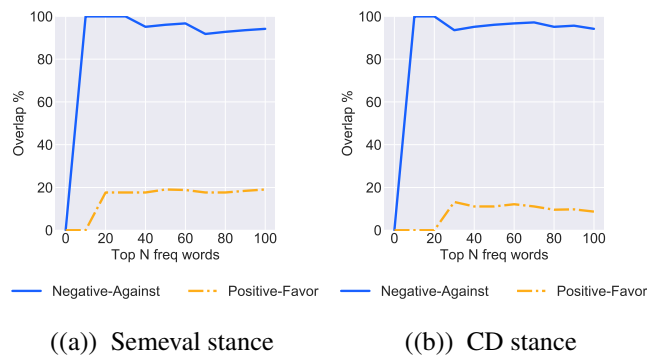 100
80
60
40
20
0
Overlap %
0 20 40 60 80 100
Top N freq words
Negative-Against Positive-Favor
((a)) Semeval stance
100
80
60
40
20
0
Overlap %
0 20 40 60 80 100
Top N freq words
Negative-Against Positive-Favor
((b)) CD stance